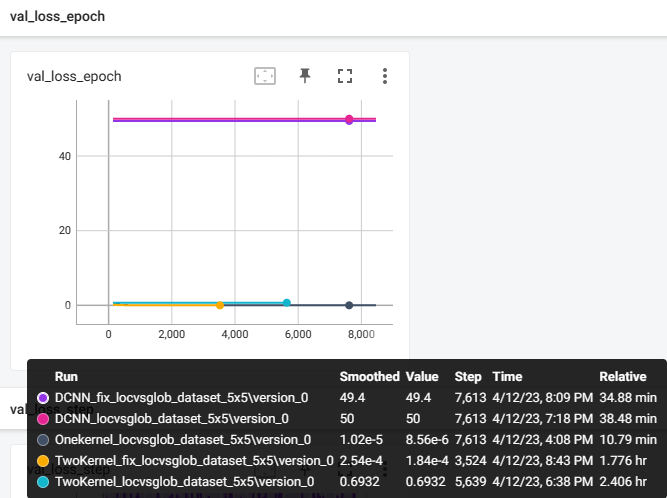 val_loss_epoch
val_loss_epoch
40
20
0
0 2,000 4,000 6,000 8,000
Run Smoothed Value Step Time Relative
DCNN_fix_locvsglob_dataset_5x5\version_0 49.4 49.4 7,613 4/12/23, 8:09 PM 34.88 min
DCNN_locvsglob_dataset_5x5\version_0 50 50 7,613 4/12/23, 7:18 PM 38.48 min
Onekernel_locvsglob_dataset_5x5\version_0 1.02e-5 8.56e-6 7,613 4/12/23, 4:08 PM 10.79 min
TwoKernel_fix_locvsglob_dataset_5x5\version_0 2.54e-4 1.84e-4 3,524 4/12/23, 8:43 PM 1.776 hr
TwoKernel_locvsglob_dataset_5x5\version_0 0.6932 0.6932 5,639 4/12/23, 6:38 PM 2.406 hr
val_loss_step
val_loss_step